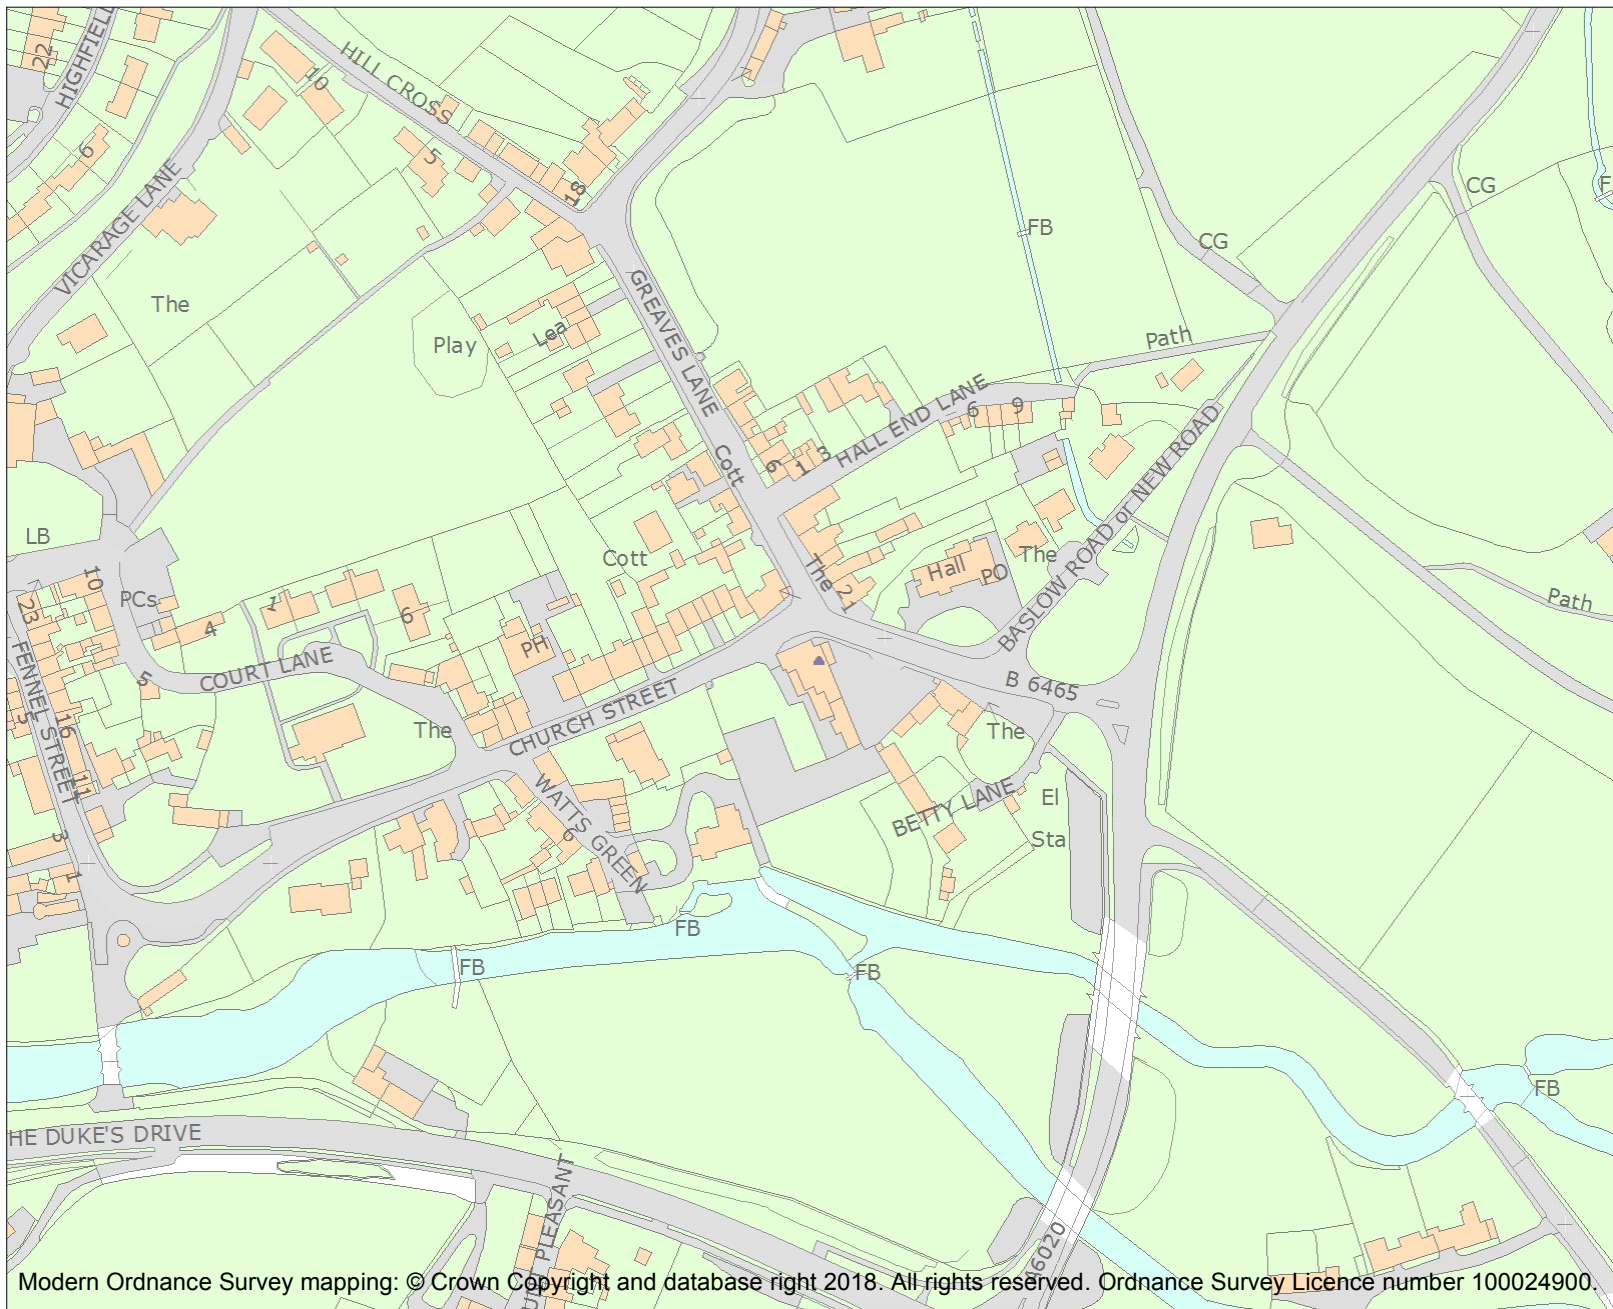 22
HIGHFIELD
HILL CROSS
10
6
5
18
VICARAGE LANE
The
FB
CG
CG
F
GREAVES LANE
Lea
Play
Path
HALL END LANE
6
9
Cott
6
1
3
BASLOW ROAD or NEW ROAD
LB
Cott
The
21
Hall
PO
The
10
PCs
23
1
6
4
PH
Path
FENNEL STREET
5
COURT LANE
5
16
11
The
CHURCH STREET
B 6465
The
WATTS GREEN
6
BETTY LANE
El
Sta
3
1
FB
FB
FB
FB
HE DUKE'S DRIVE
PLEASANT
6020
Modern Ordnance Survey mapping: © Crown Copyright and database right 2018. All rights reserved. Ordnance Survey Licence number 100024900.